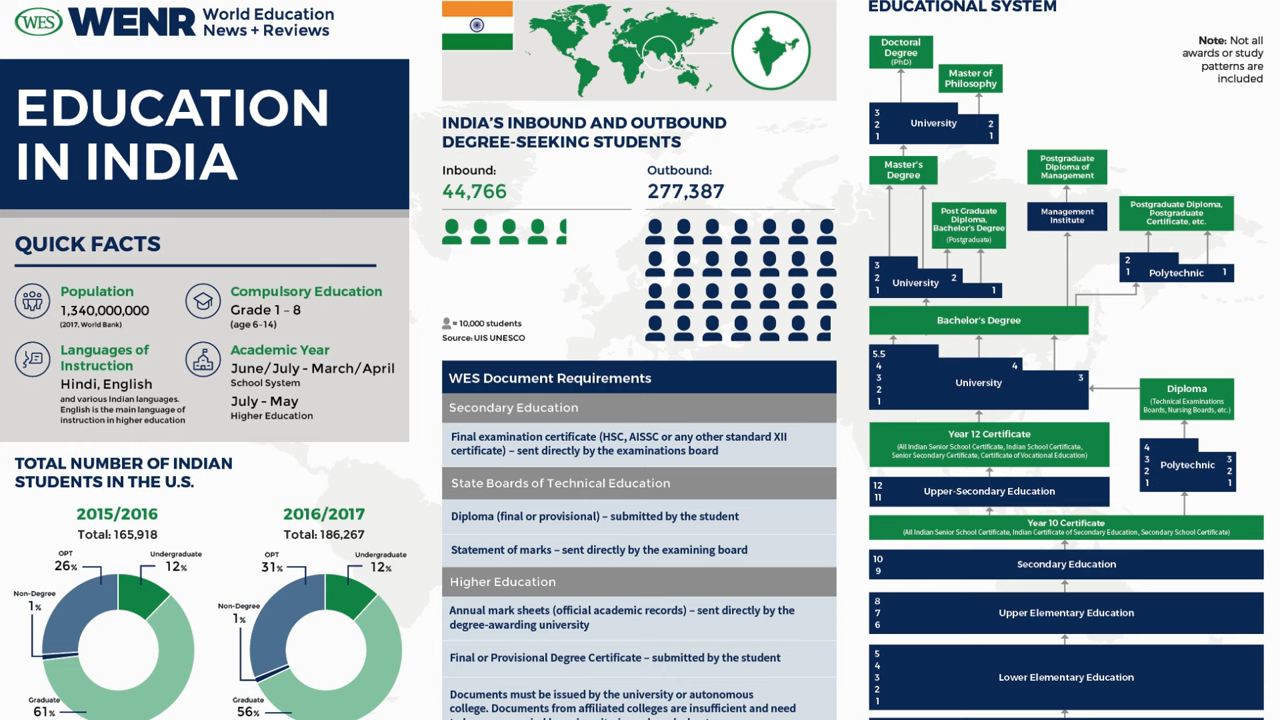 WES WENR World Education
News + Reviews
EDUCATION
IN INDIA
QUICK FACTS
Population
1,340,000,000
(2017, World Bank)
Compulsory Education
Grade 1 – 8
(age 6–14)
Languages of
Instruction
Hindi, English
and various Indian languages.
English is the main language of
instruction in higher education
Academic Year
June/July - March/April
School System
July - May
Higher Education
TOTAL NUMBER OF INDIAN
STUDENTS IN THE U.S.
2015/2016
Total: 165,918
OPT
26%
Undergraduate
12%
Non-Degree
1%
Graduate
61%
2016/2017
Total: 186,267
OPT
31%
Undergraduate
12%
Non-Degree
1%
Graduate
56%
INDIA'S INBOUND AND OUTBOUND
DEGREE-SEEKING STUDENTS
Inbound:
44,766
Outbound:
277,387
= 10,000 students
Source: UIS UNESCO
WES Document Requirements
Secondary Education
Final examination certificate (HSC, AISSC or any other standard XII
certificate) – sent directly by the examinations board
State Boards of Technical Education
Diploma (final or provisional) – submitted by the student
Statement of marks – sent directly by the examining board
Higher Education
Annual mark sheets (official academic records) – sent directly by the
degree-awarding university
Final or Provisional Degree Certificate – submitted by the student
Documents must be issued by the university or autonomous
college. Documents from affiliated colleges are insufficient and need
EDUCATIONAL SYSTEM
Note: Not all
awards or study
patterns are
included
Doctoral
Degree
(PhD)
Master of
Philosophy
3
2
1
University
2
1
Master's
Degree
Postgraduate
Diploma of
Management
Post Graduate
Diploma,
Bachelor's Degree
(Postgraduate)
Management
Institute
Postgraduate Diploma,
Postgraduate
Certificate, etc.
3
2
1
University
2
1
2
1
Polytechnic
1
Bachelor's Degree
5.5
4
3
2
1
University
4
3
Diploma
(Technical Examinations
Boards, Nursing Boards, etc.)
Year 12 Certificate
(All Indian Senior School Certificate, Indian School Certificate,
Senior Secondary Certificate, Certificate of Vocational Education)
4
3
2
1
Polytechnic
3
2
1
12
11
Upper-Secondary Education
Year 10 Certificate
(All Indian Senior School Certificate, Indian Certificate of Secondary Education, Secondary School Certificate)
10
9
Secondary Education
8
7
6
Upper Elementary Education
5
4
3
2
1
Lower Elementary Education